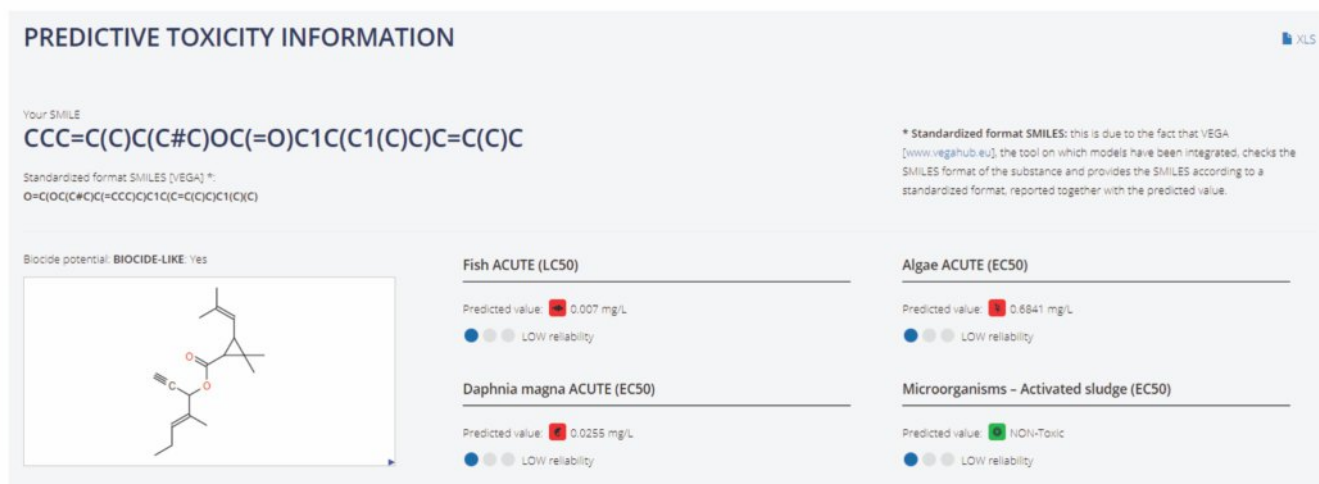 PREDICTIVE TOXICITY INFORMATION
XLS
Your SMILE
CCC=C(C)C(C#C)OC(=O)C1C(C1(C)C)C=C(C)C
Standardized format SMILES [VEGA] *:
O=C(OC(C#C)C(=CCC)C)C1C(C=C(C)C)C1(C)(C)
* Standardized format SMILES: this is due to the fact that VEGA
[www.vegahub.eu], the tool on which models have been integrated, checks the
SMILES format of the substance and provides the SMILES according to a
standardized format, reported together with the predicted value.
Biocide potential: BIOCIDE-LIKE: Yes
O
O
C
Fish ACUTE (LC50)
Predicted value: 0.007 mg/L
LOW reliability
Algae ACUTE (EC50)
Predicted value: 0.6841 mg/L
LOW reliability
Daphnia magna ACUTE (EC50)
Predicted value: 0.0255 mg/L
LOW reliability
Microorganisms – Activated sludge (EC50)
Predicted value: NON-Toxic
LOW reliability